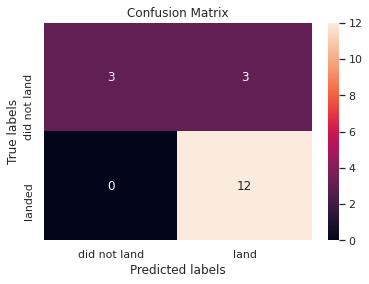 Confusion Matrix
True labels
did not land
landed
3
3
0
12
did not land
land
Predicted labels
12
10
8
6
4
2
0